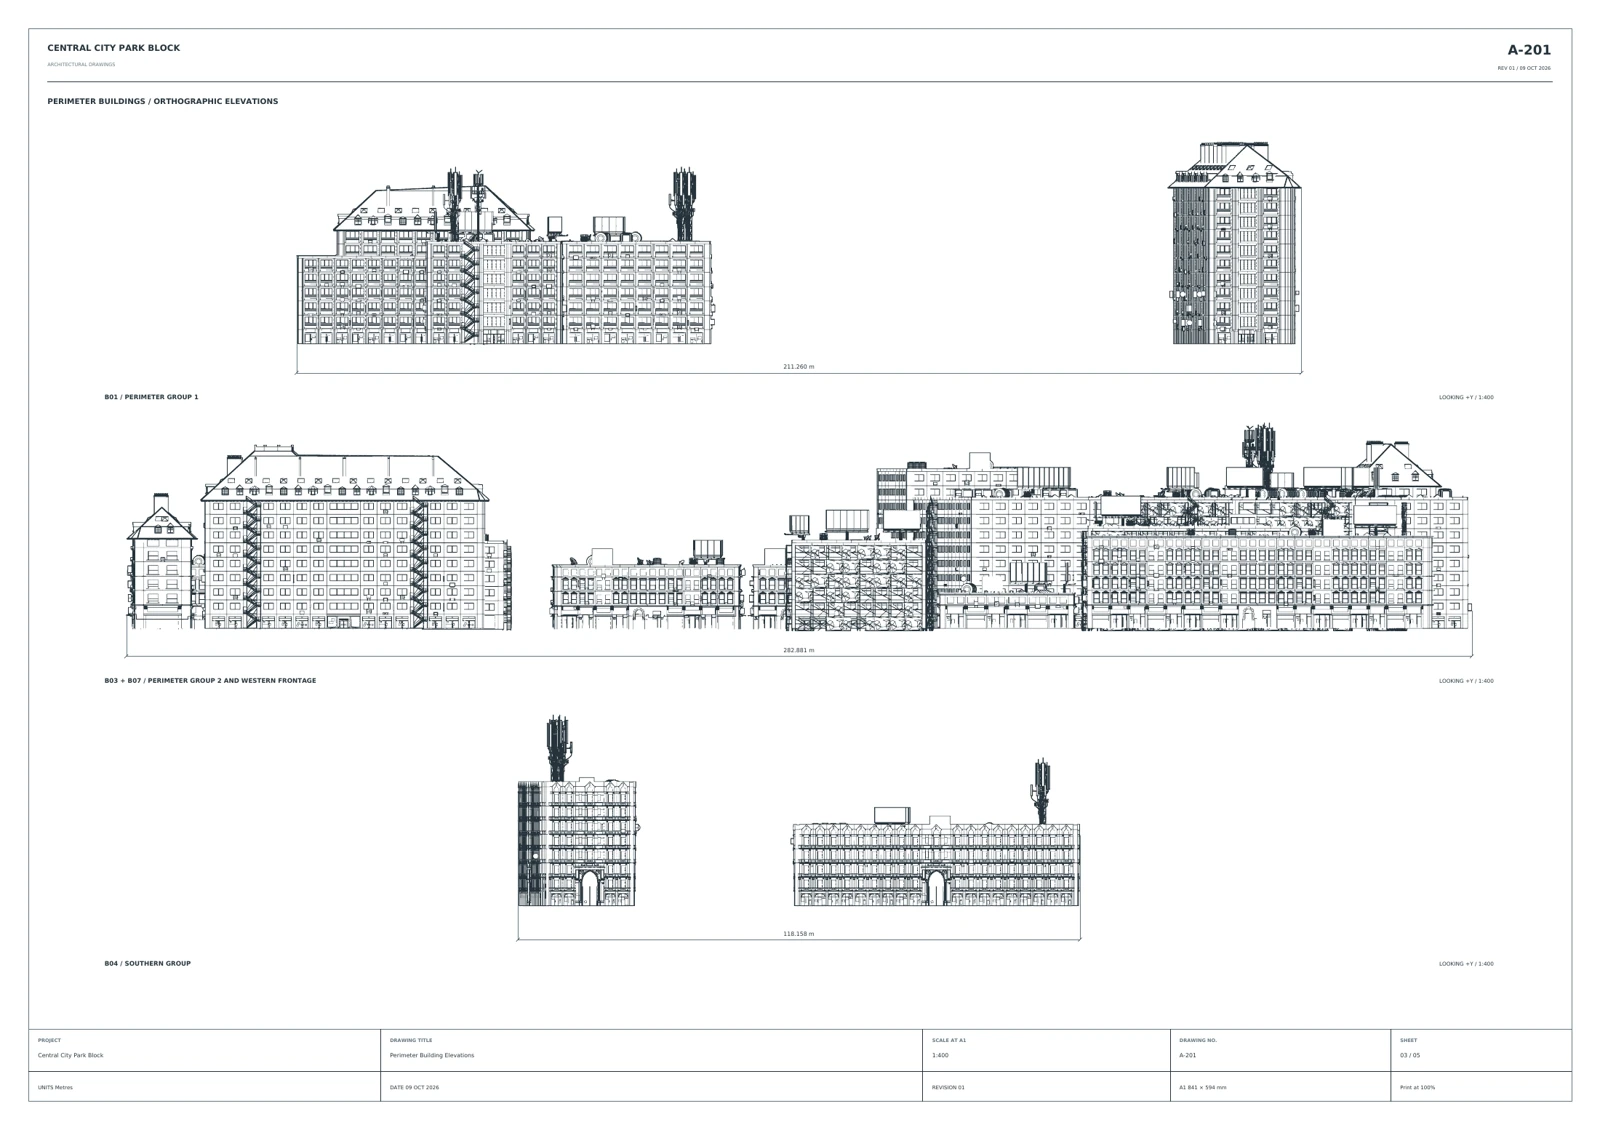 CENTRAL CITY PARK BLOCK
A-201
ARCHITECTURAL DRAWINGS
REV 01 / 09 OCT 2026
PERIMETER BUILDINGS / ORTHOGRAPHIC ELEVATIONS
211.260 m
B01 / PERIMETER GROUP 1
LOOKING +Y / 1:400
282.881 m
B03 + B07 / PERIMETER GROUP 2 AND WESTERN FRONTAGE
LOOKING +Y / 1:400
118.158 m
B04 / SOUTHERN GROUP
LOOKING +Y / 1:400
PROJECT
Central City Park Block
DRAWING TITLE
Perimeter Building Elevations
SCALE AT A1
1:400
DRAWING NO.
A-201
SHEET
03 / 05
UNITS Metres
DATE 09 OCT 2026
REVISION 01
A1 841 × 594 mm
Print at 100%